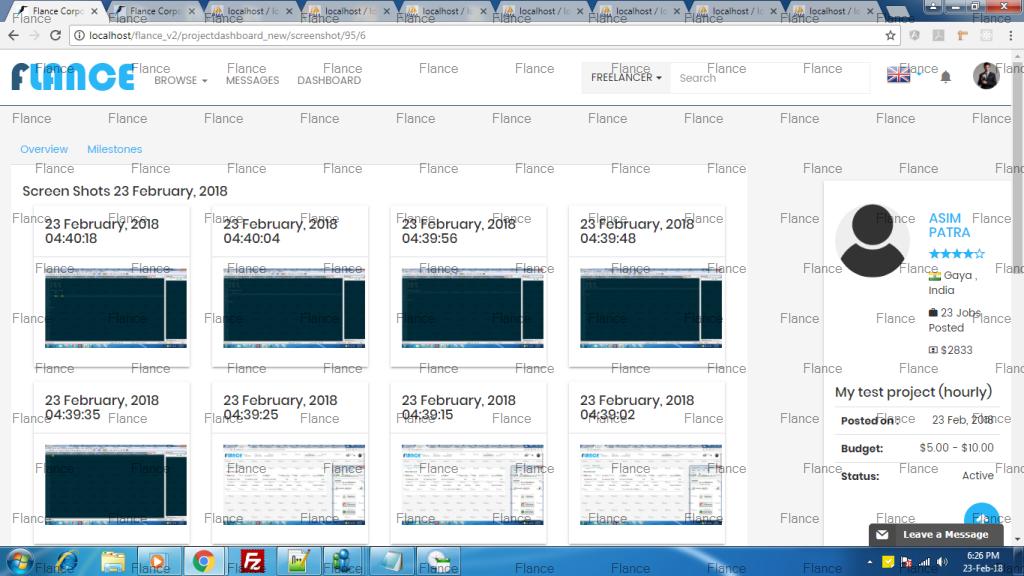 Flance Corpo
Flance Corpo
localhost / lo
localhost / lo
localhost / lo
localhost / lo
localhost / lo
localhost / lo
localhost / lo
localhost/flance_v2/projectdashboard_new/screenshot/95/6
FLANCE
BROWSE
MESSAGES
DASHBOARD
FREELANCER
Search
Flance
Overview
Milestones
Screen Shots 23 February, 2018
23 February, 2018
04:40:18
23 February, 2018
04:40:04
23 February, 2018
04:39:56
23 February, 2018
04:39:48
23 February, 2018
04:39:35
23 February, 2018
04:39:25
23 February, 2018
04:39:15
23 February, 2018
04:39:02
ASIM
PATRA
Gaya ,
India
23 Jobs
Posted
$2833
My test project (hourly)
Posted on :
23 Feb, 2018
Budget:
$5.00 - $10.00
Status:
Active
Leave a Message
6:26 PM
23-Feb-18